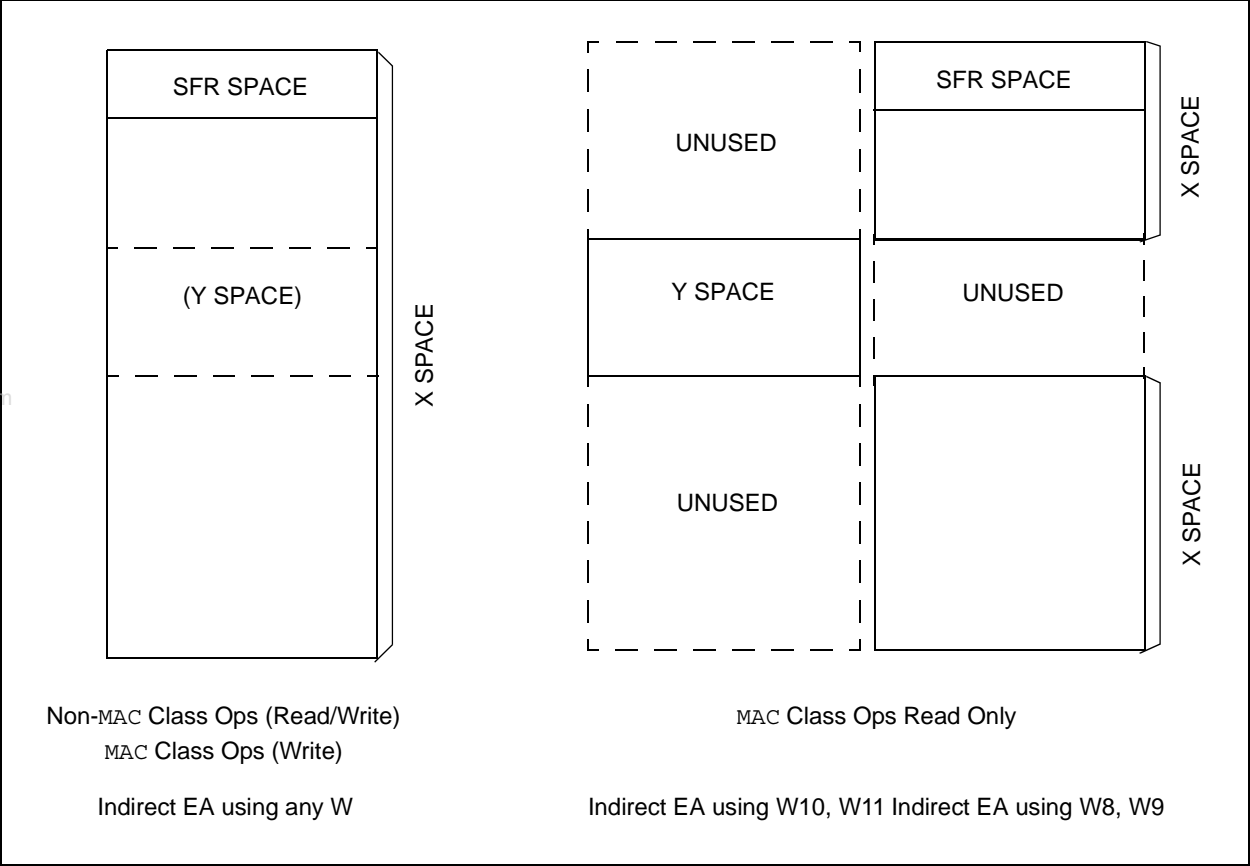 SFR SPACE
(Y SPACE)
X SPACE
Non-MAC Class Ops (Read/Write)
MAC Class Ops (Write)
Indirect EA using any W
UNUSED
Y SPACE
UNUSED
SFR SPACE
X SPACE
UNUSED
X SPACE
MAC Class Ops Read Only
Indirect EA using W10, W11 Indirect EA using W8, W9